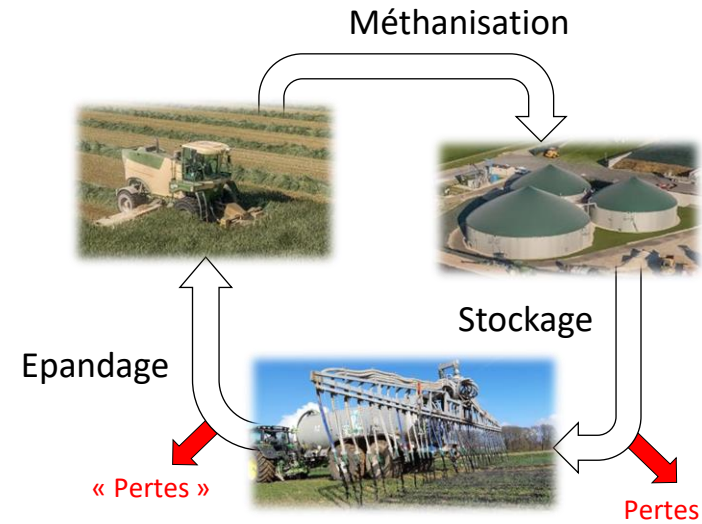 Méthanisation
Stockage
Epandage
« Pertes »
Pertes